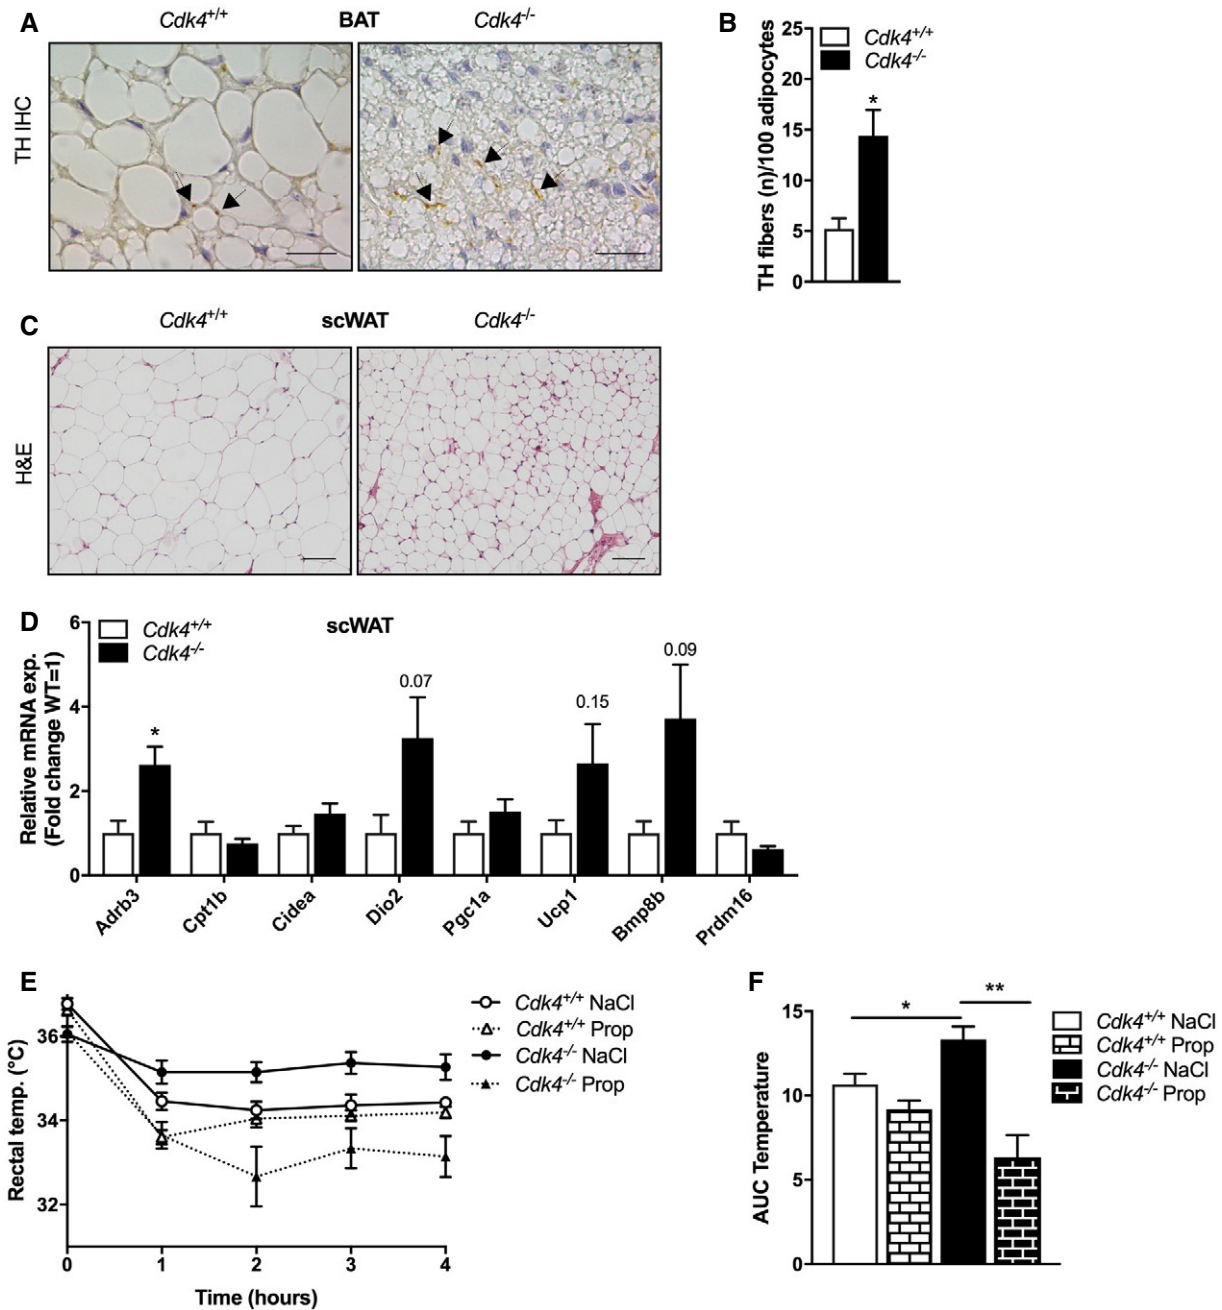 A
Cdk4+/+ BAT Cdk4-/-
TH IHC
B
Cdk4+/+
Cdk4-/-
TH fibers (n)/100 adipocytes
25
20
15
10
5
0
*
C
Cdk4+/+ scWAT Cdk4-/-
H&E
D
scWAT
Cdk4+/+
Cdk4-/-
Relative mRNA exp.
(Fold change WT=1)
6
4
2
0
*
0.07
0.15
0.09
Adrb3
Cpt1b
Cidea
Dio2
Pgc1a
Ucp1
Bmp8b
Prdm16
E
Rectal temp. (°C)
36
34
32
0 1 2 3 4
Time (hours)
Cdk4+/+ NaCl
Cdk4+/+ Prop
Cdk4-/- NaCl
Cdk4-/- Prop
F
AUC Temperature
15
10
5
0
*
**
Cdk4+/+ NaCl
Cdk4+/+ Prop
Cdk4-/- NaCl
Cdk4-/- Prop